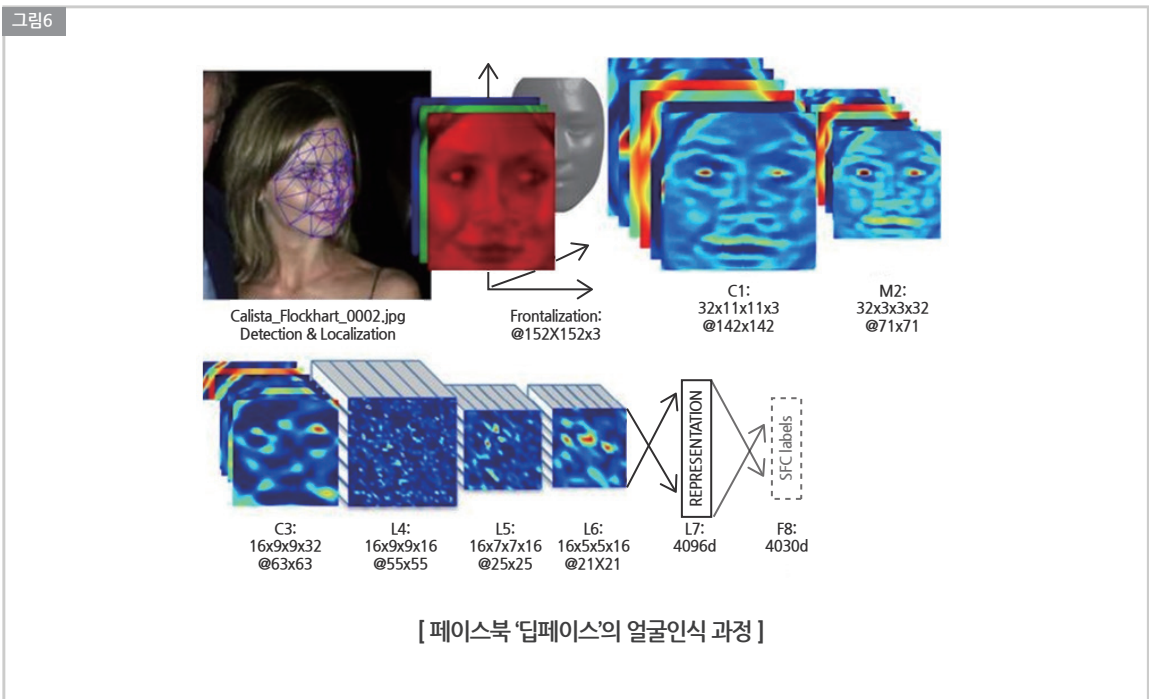 그림6
Calista_Flockhart_0002.jpg
Detection & Localization
Frontalization:
@152X152x3
C1:
32x11x11x3
@142x142
M2:
32x3x3x32
@71x71
REPRESENTATION
SFC labels
C3:
16x9x9x32
@63x63
L4:
16x9x9x16
@55x55
L5:
16x7x7x16
@25x25
L6:
16x5x5x16
@21X21
L7:
4096d
F8:
4030d
[ 페이스북 ‘딥페이스’의 얼굴인식 과정 ]